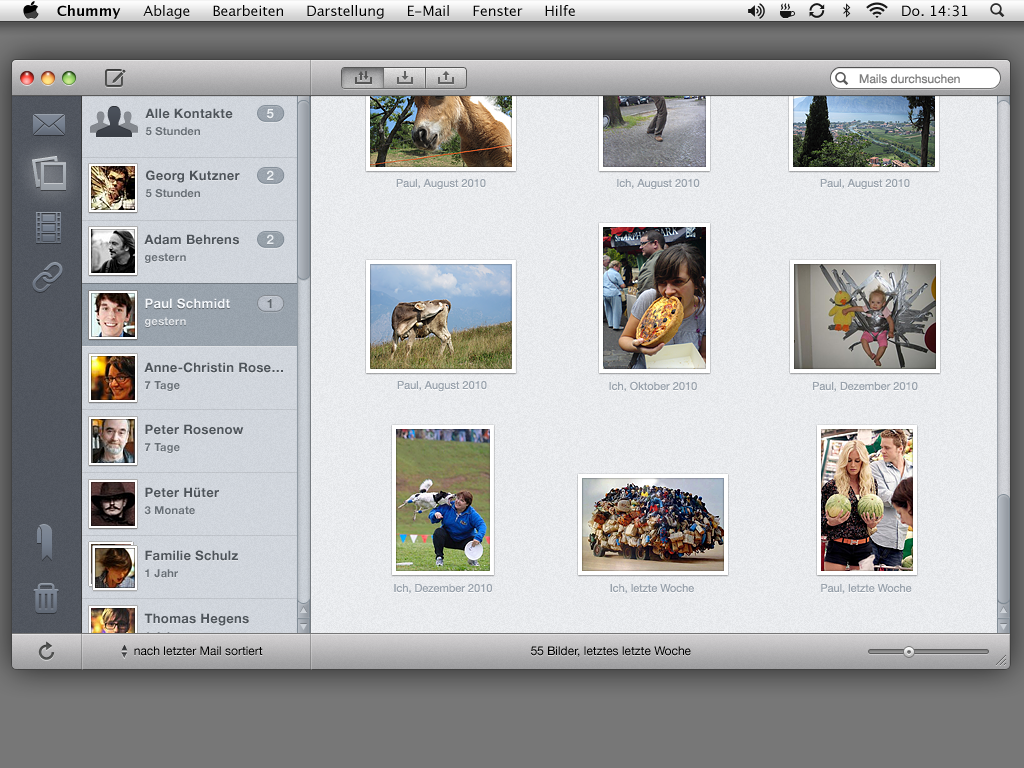 Chummy Ablage Bearbeiten Darstellung E-Mail Fenster Hilfe Do. 14:31
Mails durchsuchen
Alle Kontakte 5
5 Stunden
Georg Kutzner 2
5 Stunden
Adam Behrens 2
gestern
Paul Schmidt 1
gestern
Anne-Christin Rose...
7 Tage
Peter Rosenow
7 Tage
Peter Hüter
3 Monate
Familie Schulz
1 Jahr
Thomas Hegens
Paul, August 2010
Ich, August 2010
Paul, August 2010
Paul, August 2010
Ich, Oktober 2010
Paul, Dezember 2010
Ich, Dezember 2010
Ich, letzte Woche
Paul, letzte Woche
nach letzter Mail sortiert
55 Bilder, letztes letzte Woche